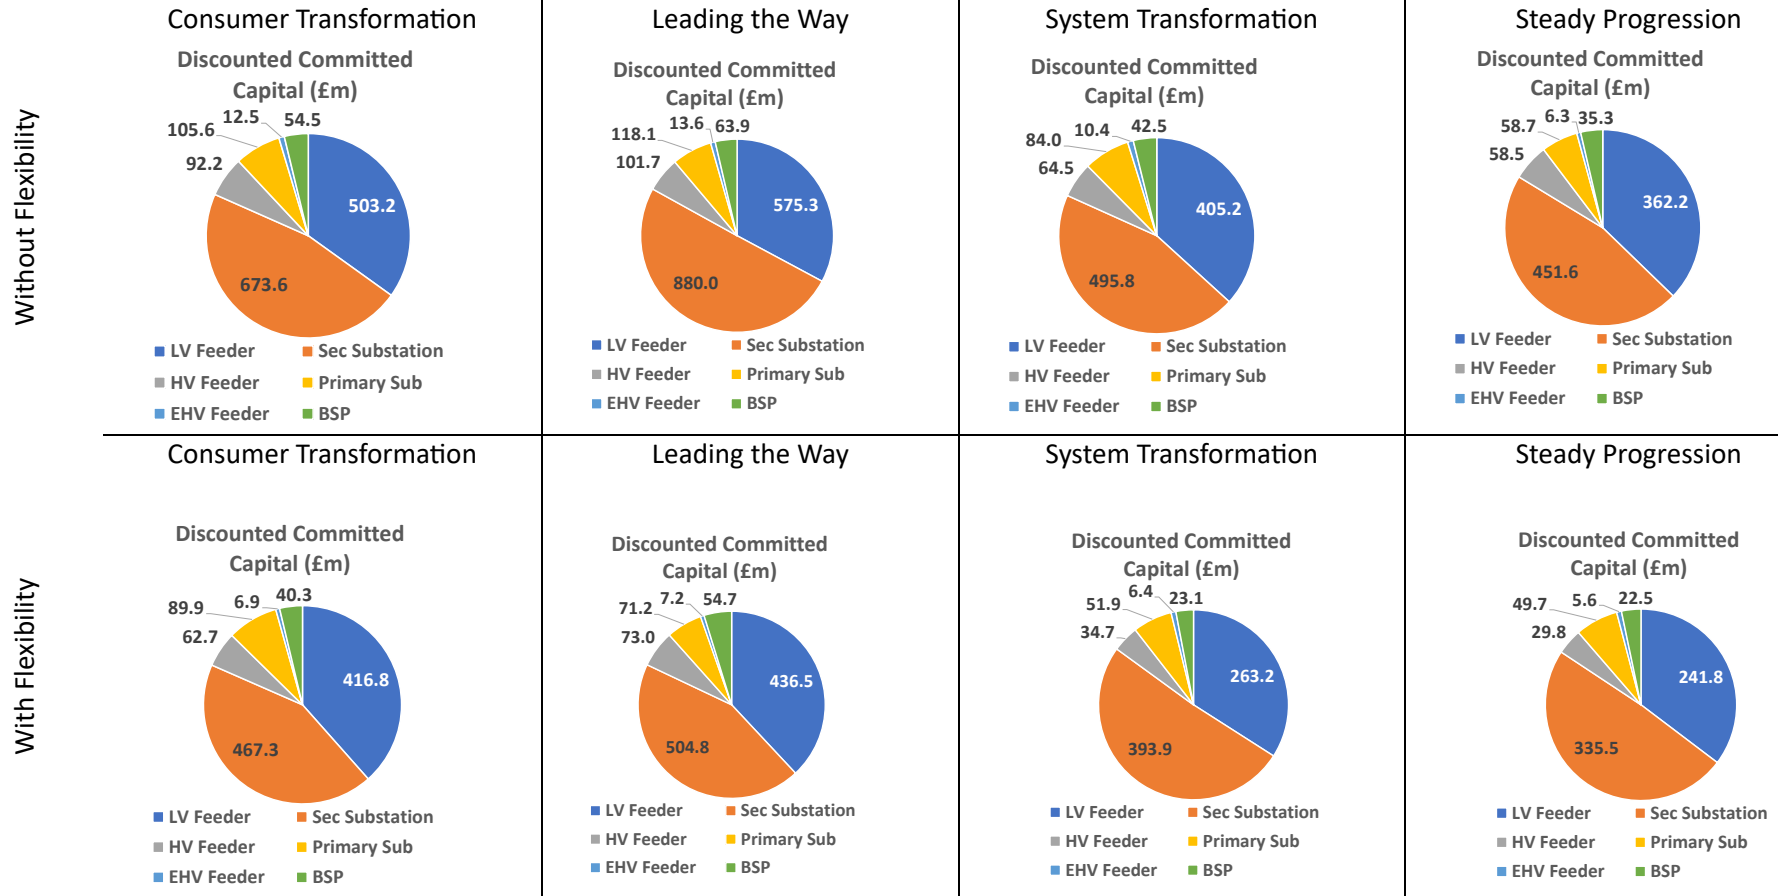 Consumer Transformation
Leading the Way
System Transformation
Steady Progression
Without Flexibility
Discounted Committed
Capital (£m)
12.5
54.5
105.6
92.2
503.2
673.6
LV Feeder
Sec Substation
HV Feeder
Primary Sub
EHV Feeder
BSP
Discounted Committed
Capital (£m)
13.6
63.9
118.1
101.7
575.3
880.0
LV Feeder
Sec Substation
HV Feeder
Primary Sub
EHV Feeder
BSP
Discounted Committed
Capital (£m)
10.4
42.5
84.0
64.5
405.2
495.8
LV Feeder
Sec Substation
HV Feeder
Primary Sub
EHV Feeder
BSP
Discounted Committed
Capital (£m)
6.3
35.3
58.7
58.5
362.2
451.6
LV Feeder
Sec Substation
HV Feeder
Primary Sub
EHV Feeder
BSP
Consumer Transformation
Leading the Way
System Transformation
Steady Progression
With Flexibility
Discounted Committed
Capital (£m)
6.9
40.3
89.9
62.7
416.8
467.3
LV Feeder
Sec Substation
HV Feeder
Primary Sub
EHV Feeder
BSP
Discounted Committed
Capital (£m)
7.2
54.7
71.2
73.0
436.5
504.8
LV Feeder
Sec Substation
HV Feeder
Primary Sub
EHV Feeder
BSP
Discounted Committed
Capital (£m)
6.4
23.1
51.9
34.7
263.2
393.9
LV Feeder
Sec Substation
HV Feeder
Primary Sub
EHV Feeder
BSP
Discounted Committed
Capital (£m)
5.6
22.5
49.7
29.8
241.8
335.5
LV Feeder
Sec Substation
HV Feeder
Primary Sub
EHV Feeder
BSP